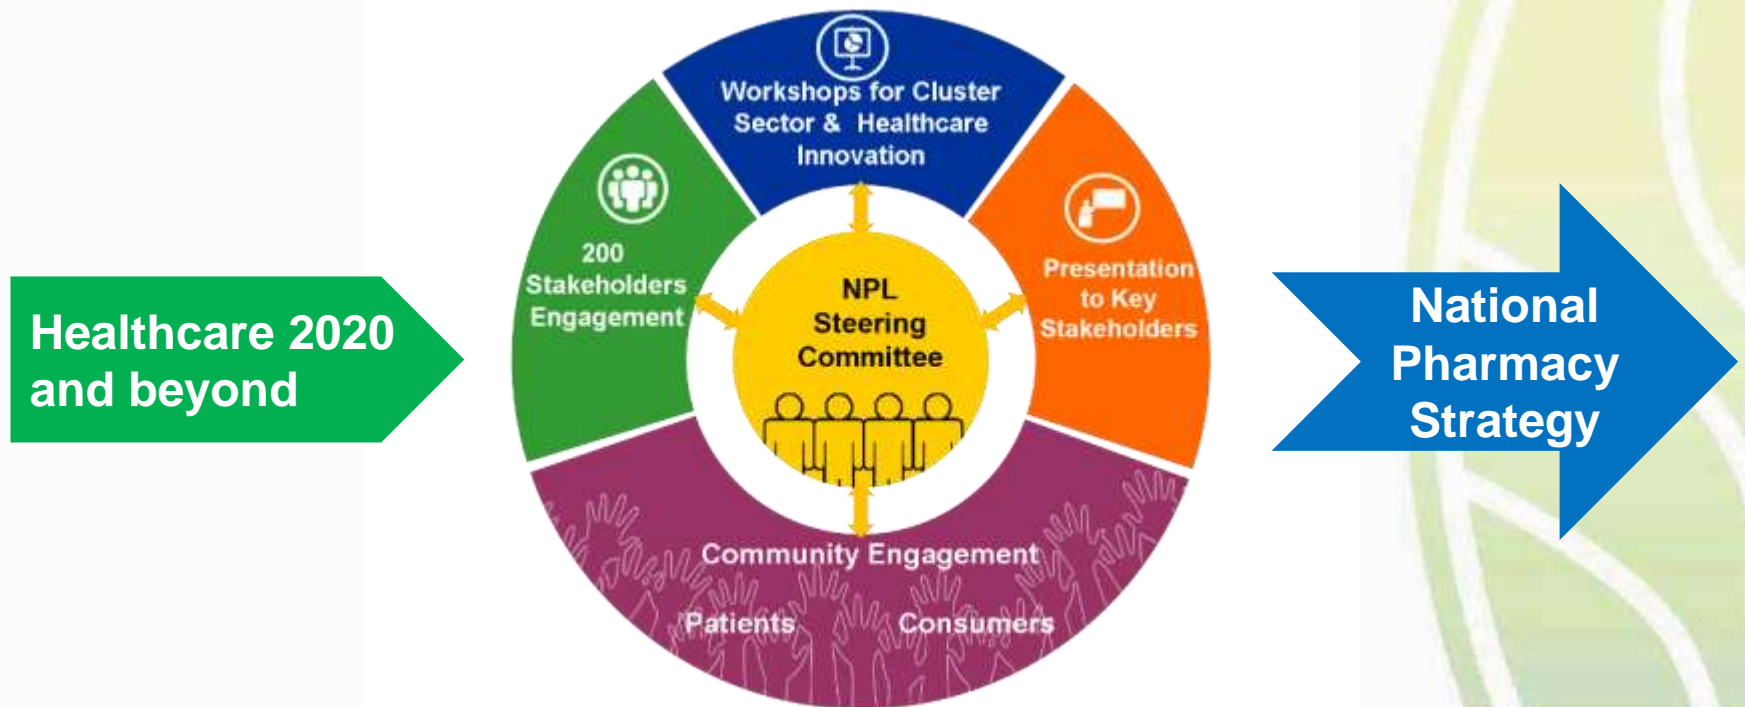 Healthcare 2020
and beyond
Workshops for Cluster
Sector & Healthcare
Innovation
200
Stakeholders
Engagement
NPL
Steering
Committee
Presentation
to Key
Stakeholders
Community Engagement
Patients Consumers
National
Pharmacy
Strategy